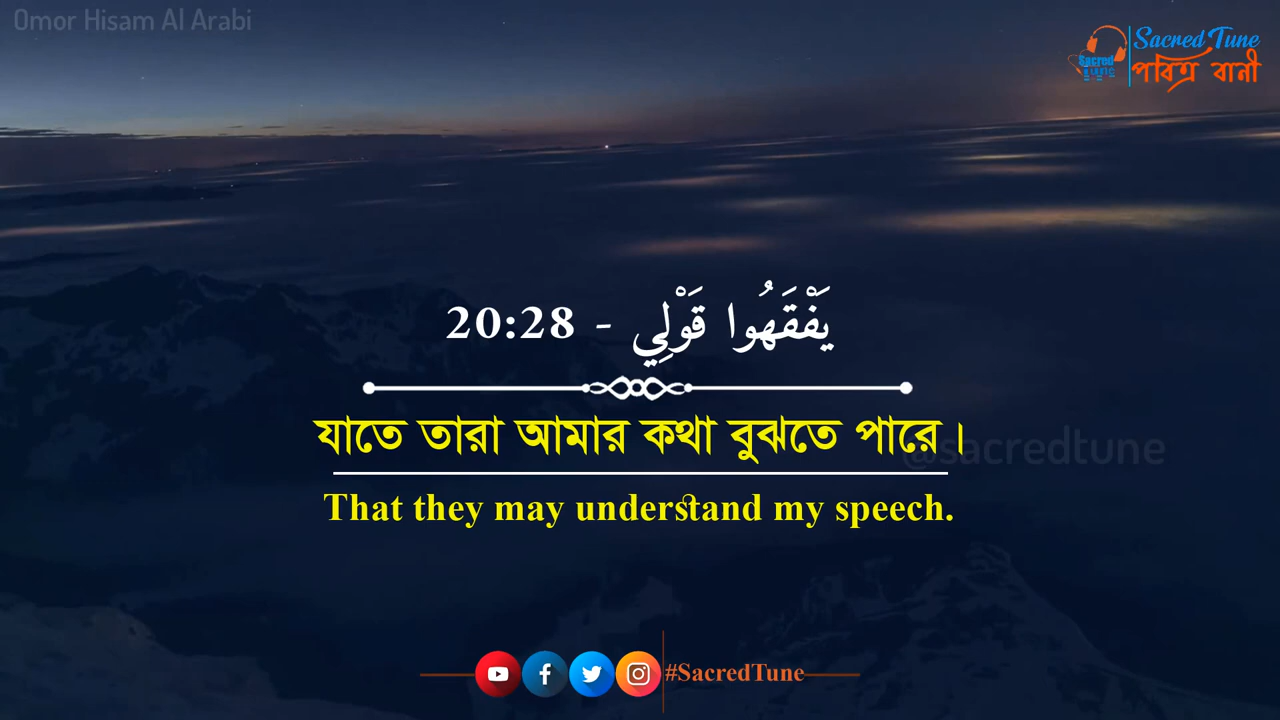 Omor Hisam Al Arabi
Sacred Tune
পবিত্র বানী
يَفْقَهُوا قَوْلِي - 20:28
যাতে তারা আমার কথা বুঝতে পারে।
@sacredtune
That they may understand my speech.
#SacredTune